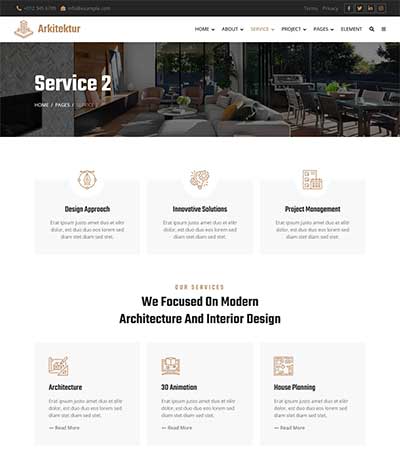 +012 345 6789 info@example.com Terms Privacy
Arkitektur
HOME ABOUT SERVICE PROJECT PAGES ELEMENT
Service 2
HOME / PAGES / SERVICE 2
Design Approach
Erat ipsum justo amet duo et elitr
dolor, est duo duo eos lorem sed
diam stet diam sed stet.
Innovative Solutions
Erat ipsum justo amet duo et elitr
dolor, est duo duo eos lorem sed
diam stet diam sed stet.
Project Management
Erat ipsum justo amet duo et elitr
dolor, est duo duo eos lorem sed
diam stet diam sed stet.
OUR SERVICES
We Focused On Modern
Architecture And Interior Design
Architecture
Erat ipsum justo amet duo et elitr
dolor, est duo duo eos lorem sed
diam stet diam sed stet.
— Read More
3D Animation
Erat ipsum justo amet duo et elitr
dolor, est duo duo eos lorem sed
diam stet diam sed stet.
— Read More
House Planning
Erat ipsum justo amet duo et elitr
dolor, est duo duo eos lorem sed
diam stet diam sed stet.
— Read More